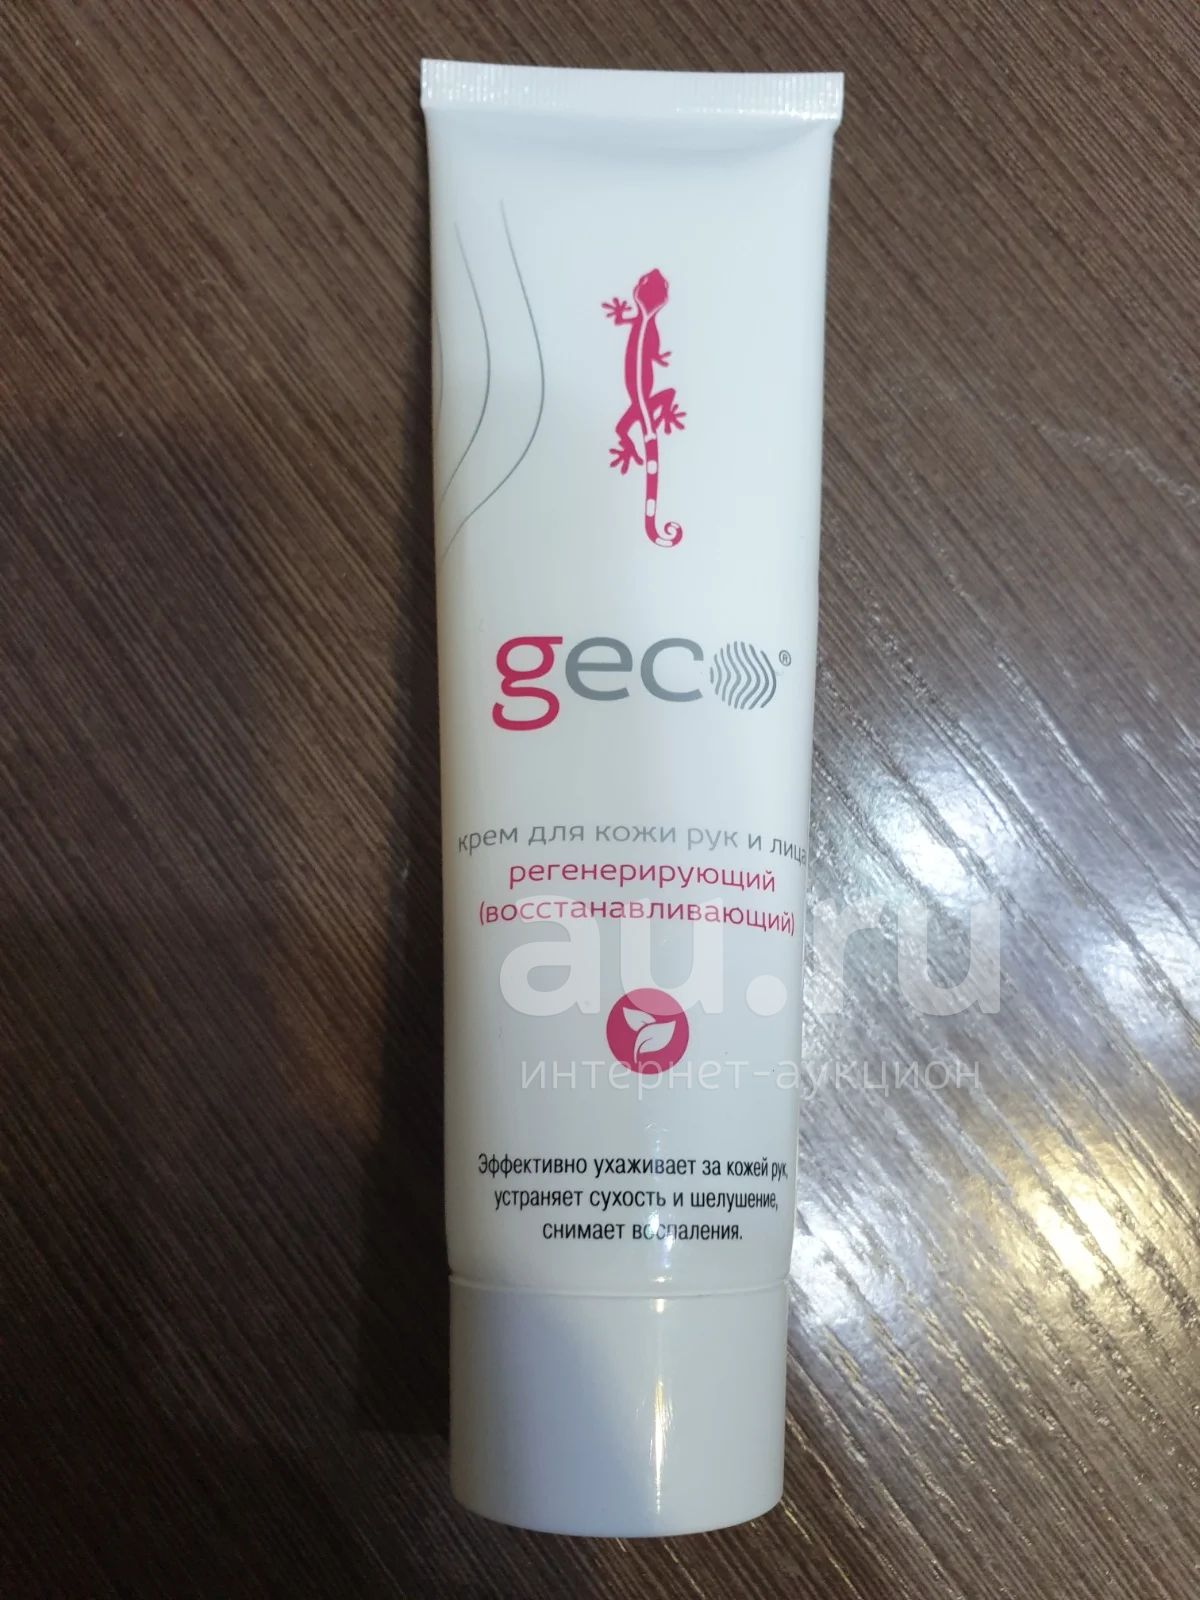 geco®
крем для кожи рук и лица
регенерирующий
(восстанавливающий)
au.ru
интернет-аукцион
Эффективно ухаживает за кожей рук,
устраняет сухость и шелушение,
снимает воспаления.